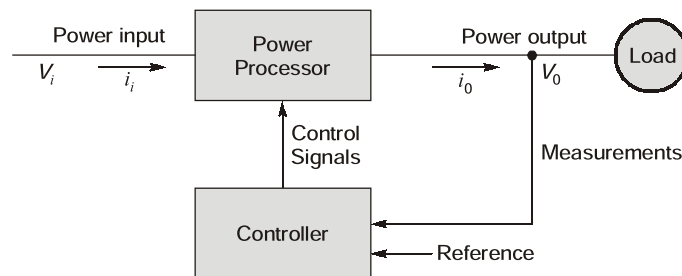 Power input
Power
Processor
Power output
Load
V_i
i_i
i_0
V_0
Control
Signals
Measurements
Controller
Reference